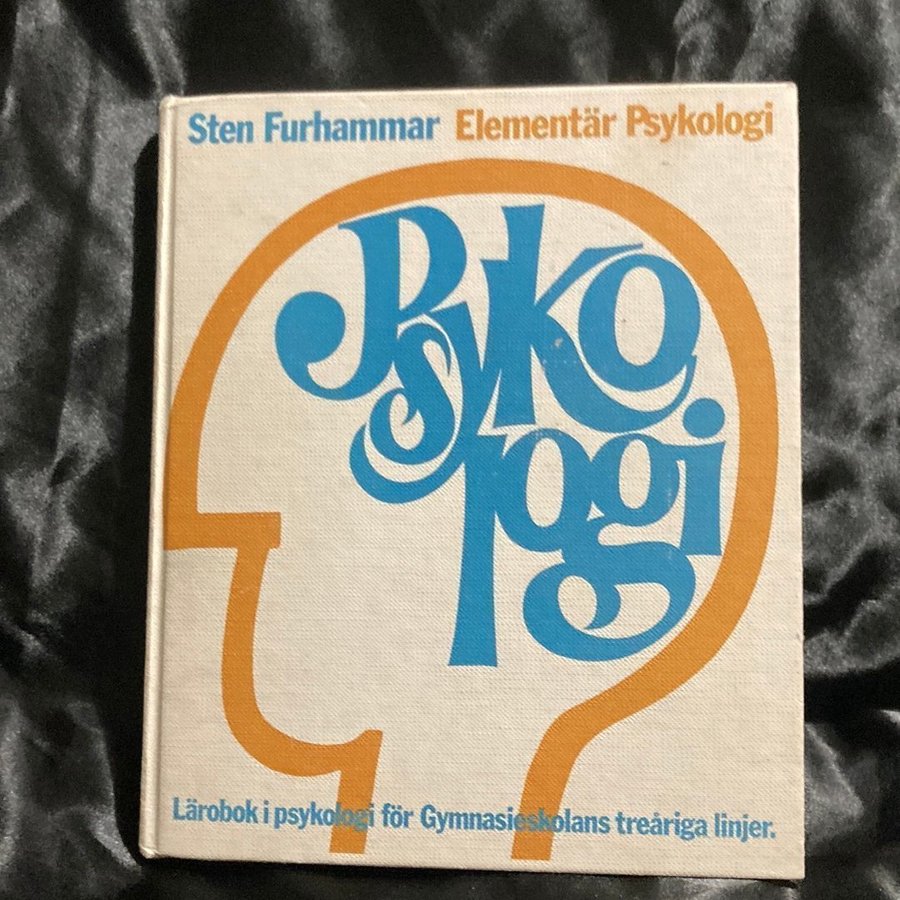 Sten Furhammar Elementär Psykologi
Psyko
logi
Lärobok i psykologi för Gymnasieskolans treåriga linjer.